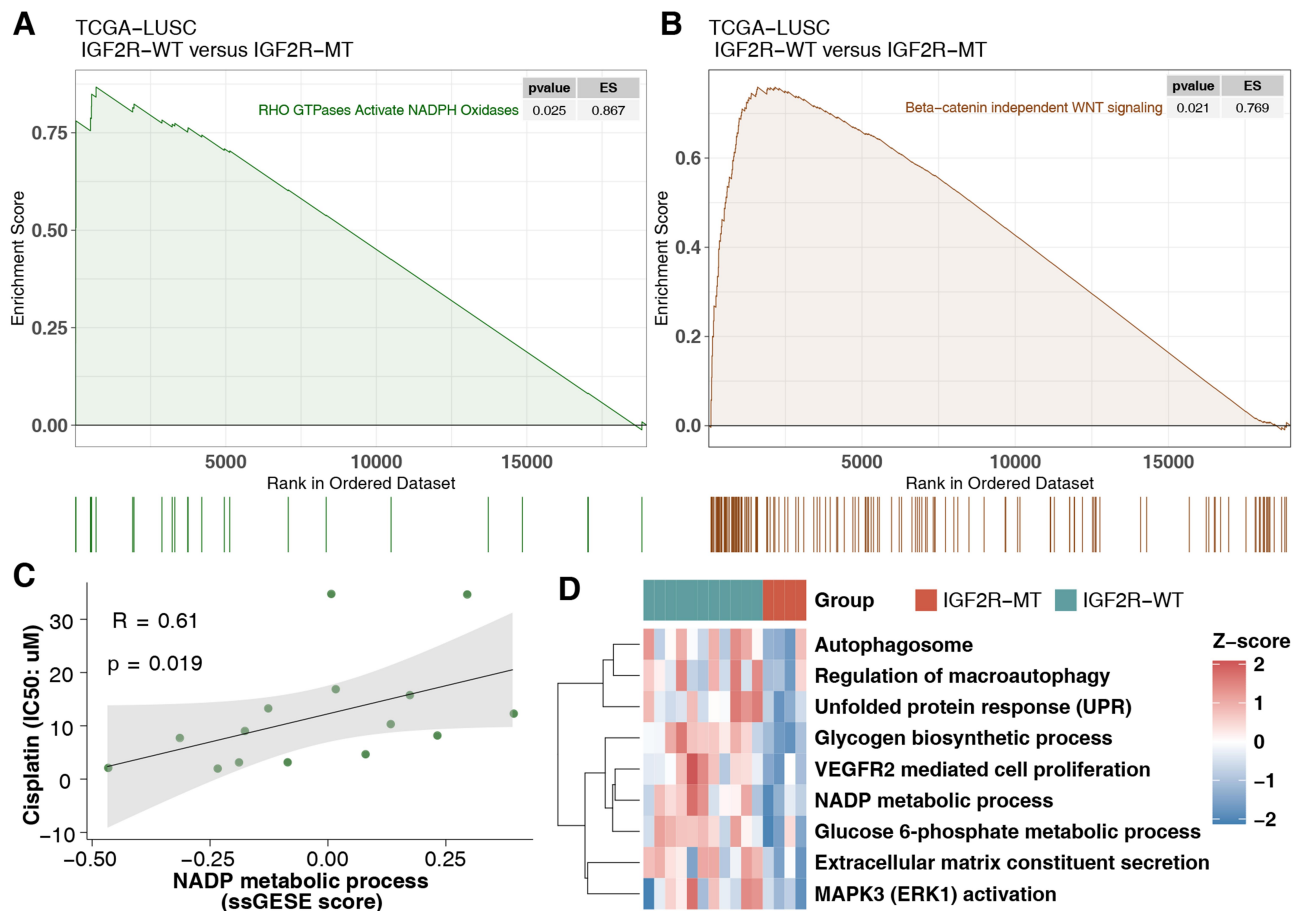 A
TCGA−LUSC
IGF2R−WT versus IGF2R−MT
pvalue ES
RHO GTPases Activate NADPH Oxidases 0.025 0.867
Enrichment Score
0.75
0.50
0.25
0.00
5000 10000 15000
Rank in Ordered Dataset
B
TCGA−LUSC
IGF2R−WT versus IGF2R−MT
pvalue ES
Beta−catenin independent WNT signaling 0.021 0.769
Enrichment Score
0.6
0.4
0.2
0.0
5000 10000 15000
Rank in Ordered Dataset
C
R = 0.61
p = 0.019
Cisplatin (IC50: uM)
30
20
10
0
−10
−0.50 −0.25 0.00 0.25
NADP metabolic process
(ssGESE score)
D
Group IGF2R−MT IGF2R−WT
Autophagosome
Regulation of macroautophagy
Unfolded protein response (UPR)
Glycogen biosynthetic process
VEGFR2 mediated cell proliferation
NADP metabolic process
Glucose 6-phosphate metabolic process
Extracellular matrix constituent secretion
MAPK3 (ERK1) activation
Z−score
2
1
0
−1
−2